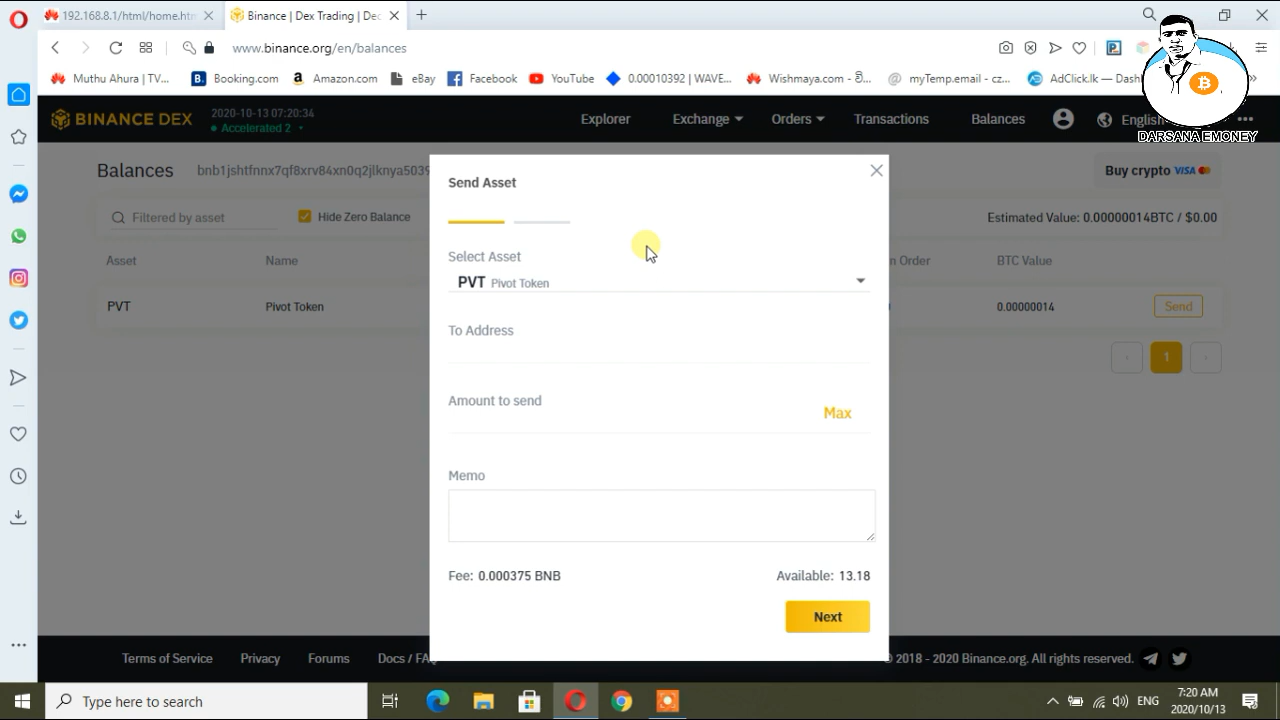 192.168.8.1/html/home.htm
Binance | Dex Trading | Dec
www.binance.org/en/balances
Muthu Ahura | TV...
Booking.com
Amazon.com
eBay
Facebook
YouTube
0.00010392 | WAVE...
myTemp.email - cz...
AdClick.lk — Dash
DARSANA EMONEY
BINANCE DEX
2020-10-13 07:20:34
Accelerated 2
Explorer
Exchange
Orders
Transactions
Balances
English
Balances
Buy crypto VISA
Send Asset
Filtered by asset
Hide Zero Balance
Estimated Value: 0.00000014BTC / $0.00
Asset
Name
n Order
BTC Value
PVT
Pivot Token
0.00000014
Send
1
Select Asset
PVT Pivot Token
To Address
Amount to send
Max
Memo
Fee: 0.000375 BNB
Available: 13.18
Next
Terms of Service
Privacy
Forums
Docs / FAQ
© 2018 - 2020 Binance.org. All rights reserved.
Type here to search
ENG
7:20 AM
2020/10/13